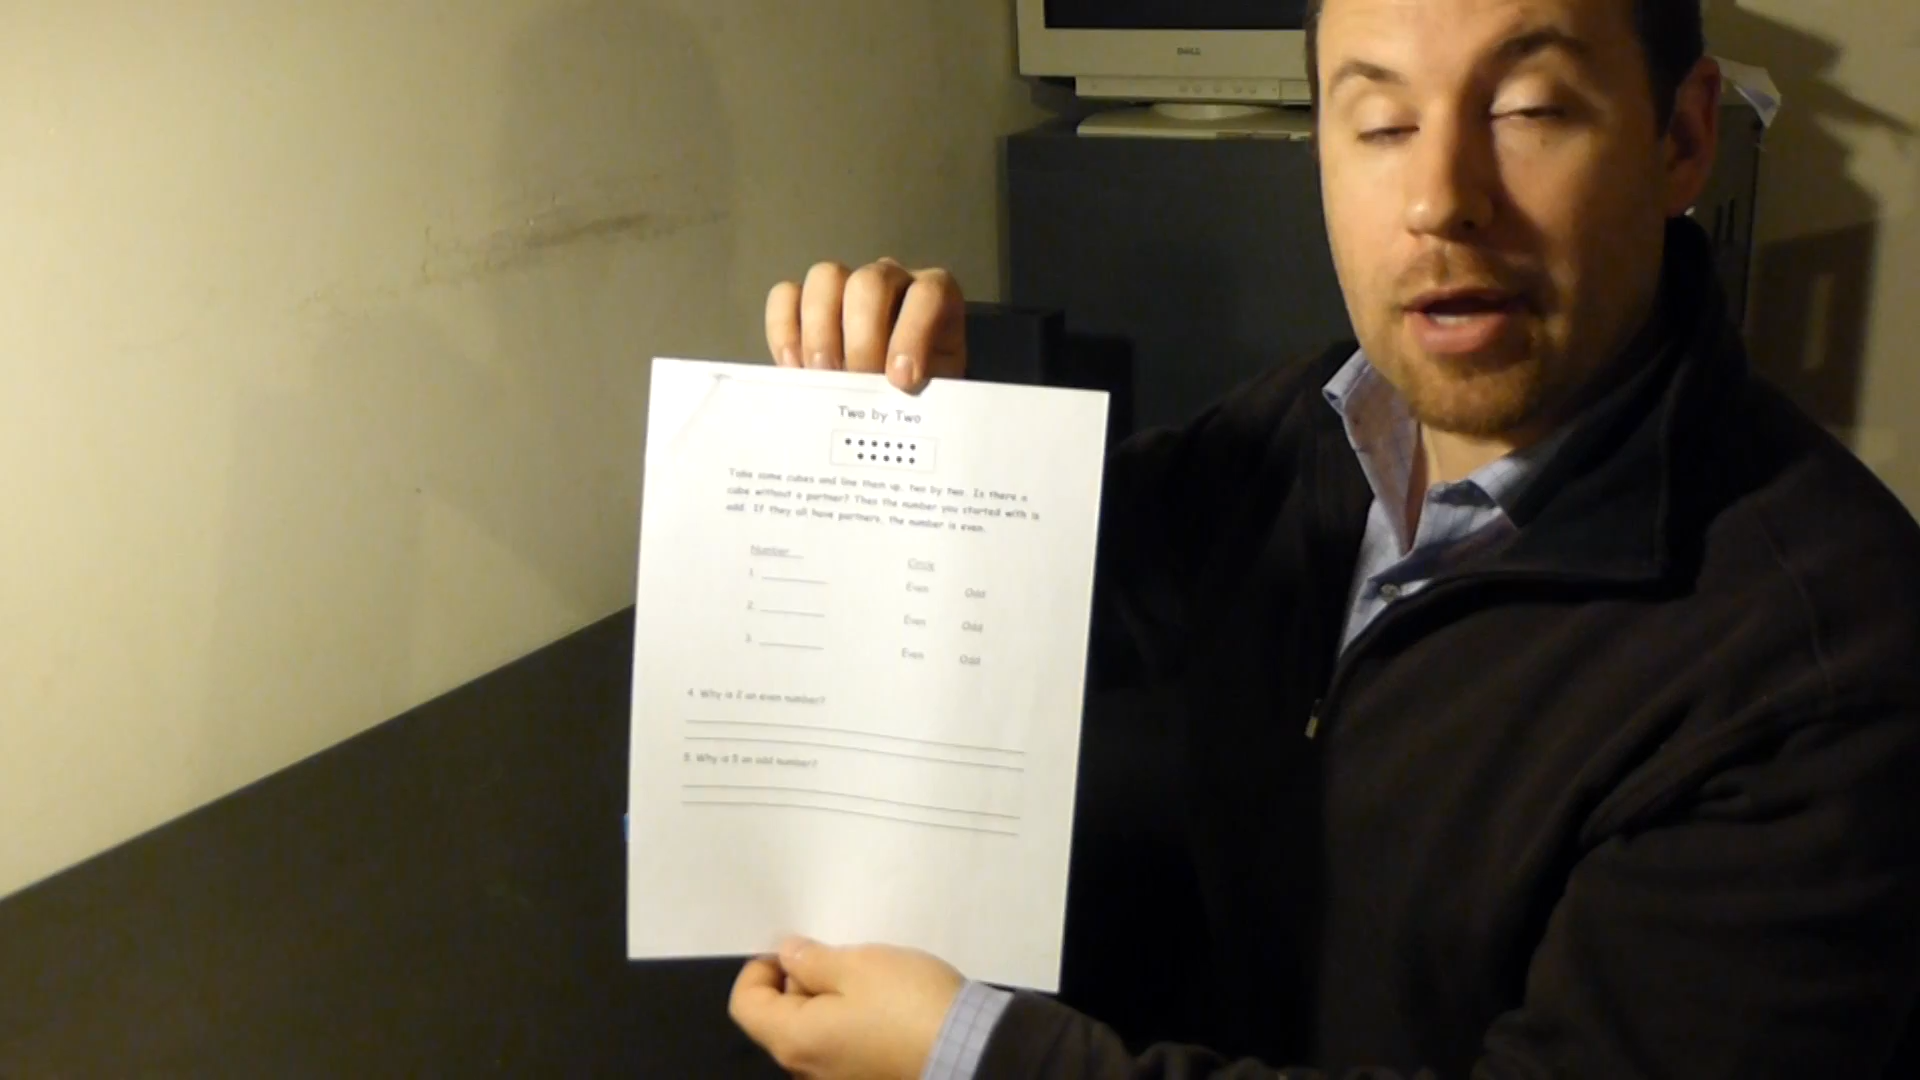 DELL
Two by Two
Take some cubes and line them up, two by two. Is there a
cube without a partner? Then the number you started with is
odd. If they all have partners, the number is even.
Number Circle
1. Even Odd
2. Even Odd
3. Even Odd
4. Why is 2 an even number?
5. Why is 5 an odd number?